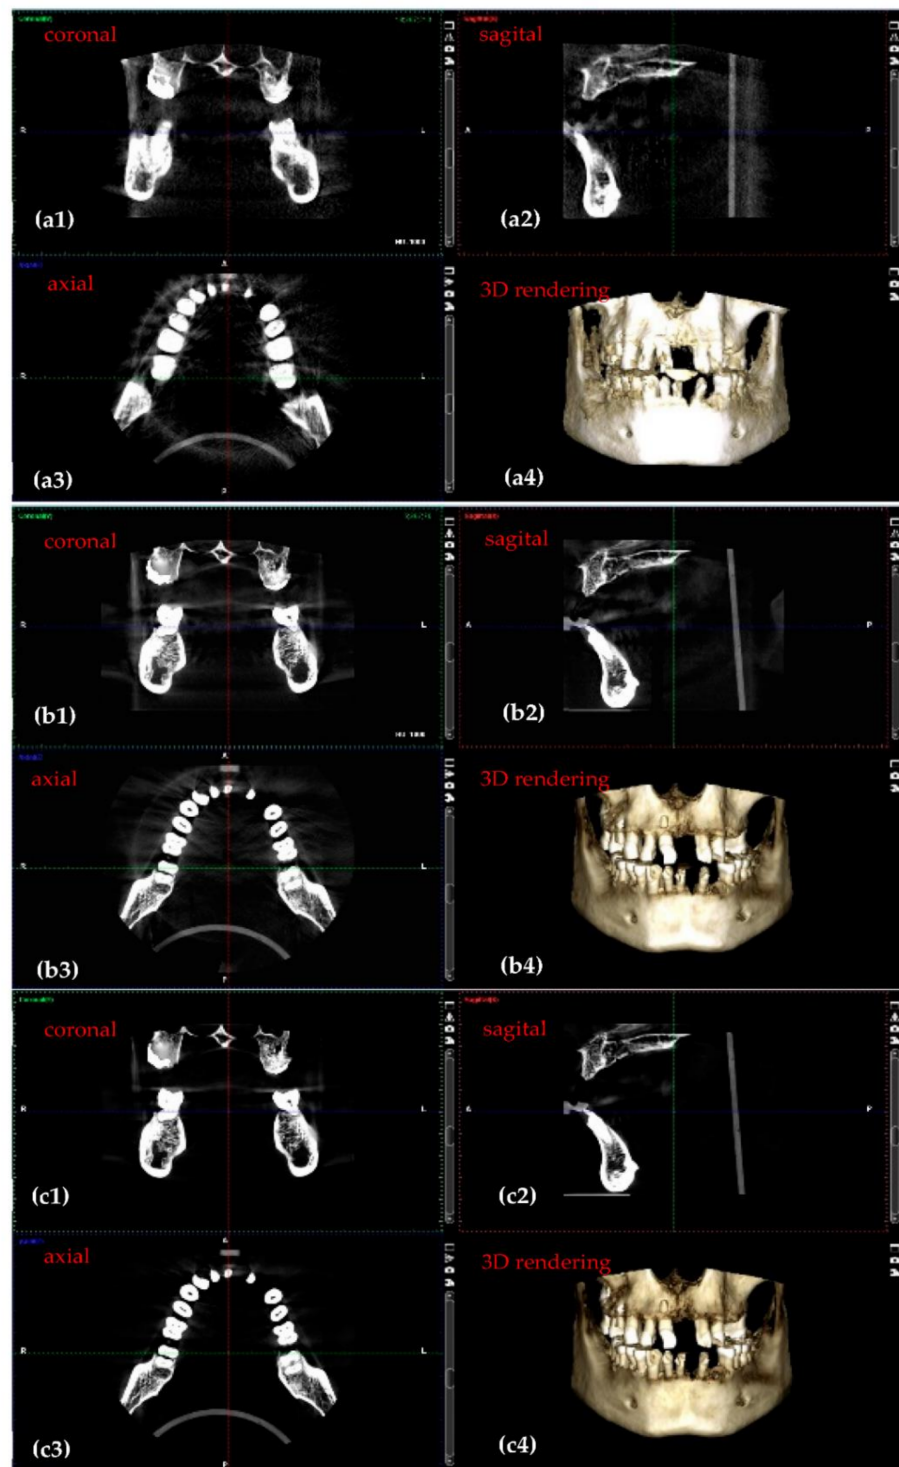 coronal
sagital
R
L
A
P
(a1)
(a2)
axial
3D rendering
A
R
L
P
(a3)
(a4)
coronal
sagital
R
L
A
P
(b1)
(b2)
axial
3D rendering
A
R
L
P
(b3)
(b4)
coronal
sagital
R
L
A
P
(c1)
(c2)
axial
3D rendering
A
R
L
P
(c3)
(c4)